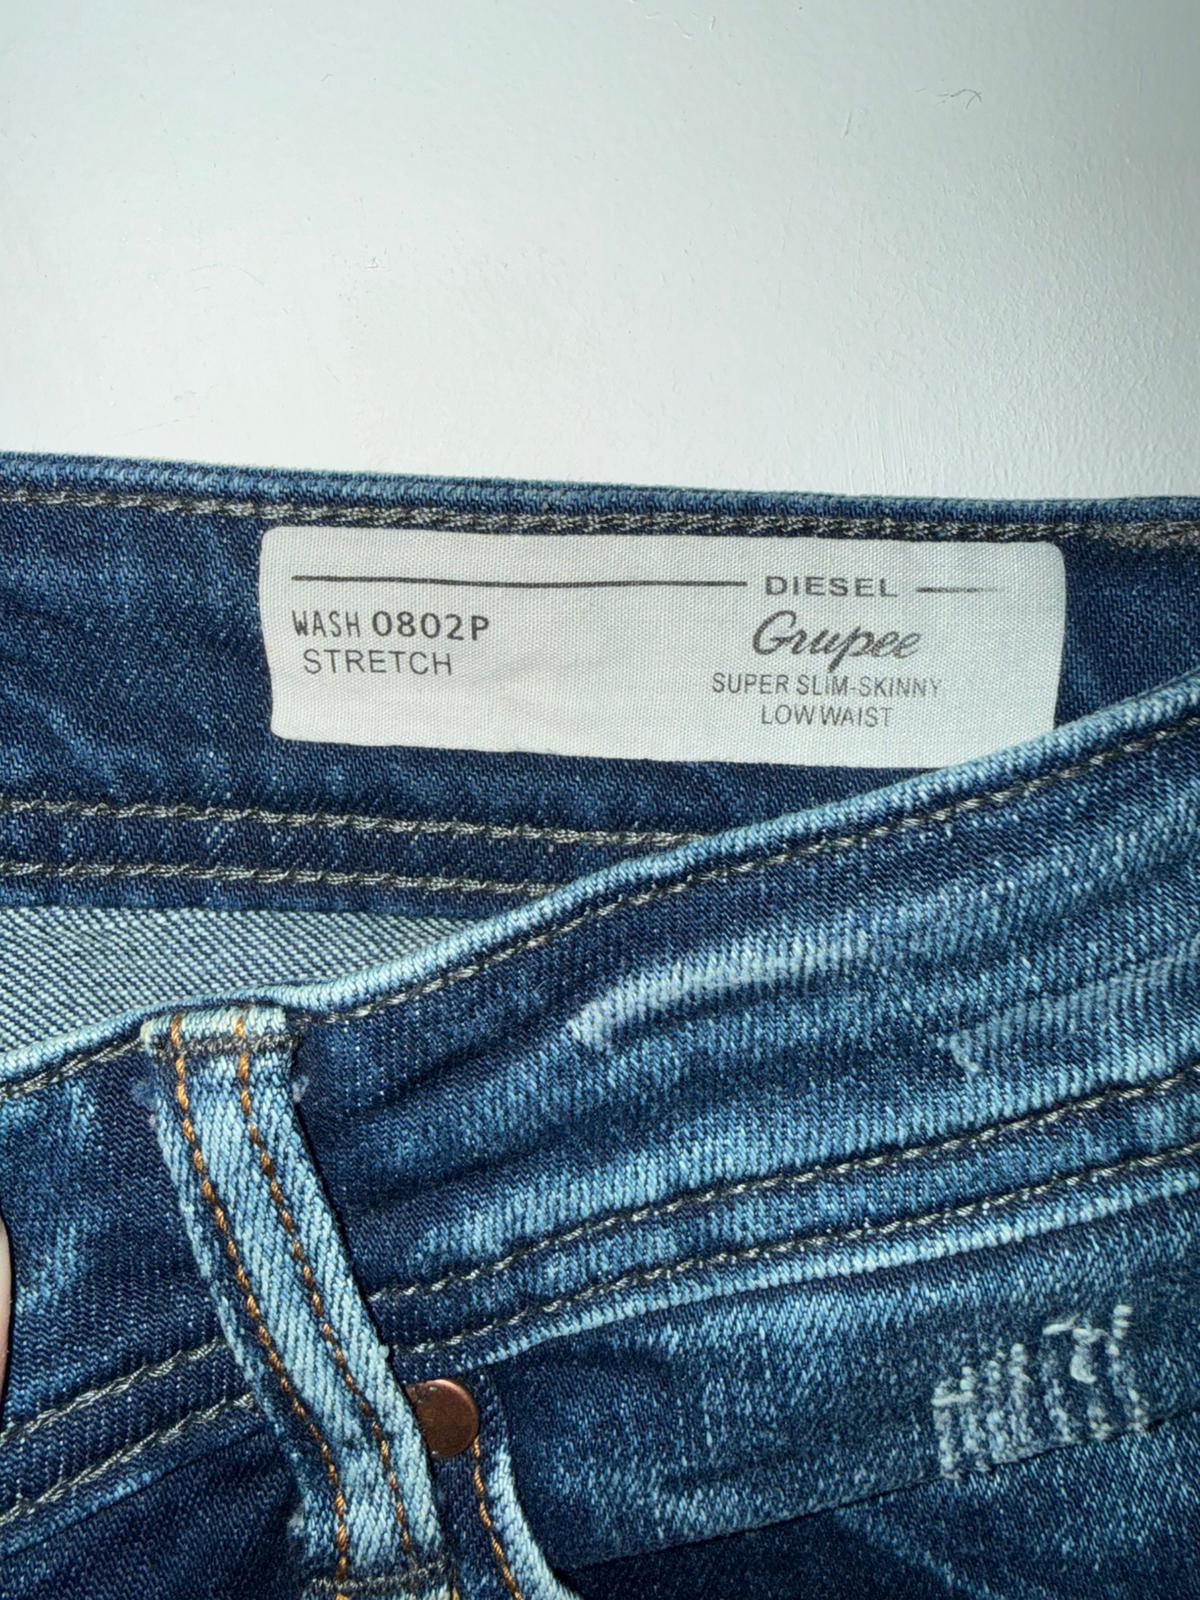 DIESEL
WASH 0802P
Grupee
STRETCH
SUPER SLIM-SKINNY
LOW WAIST